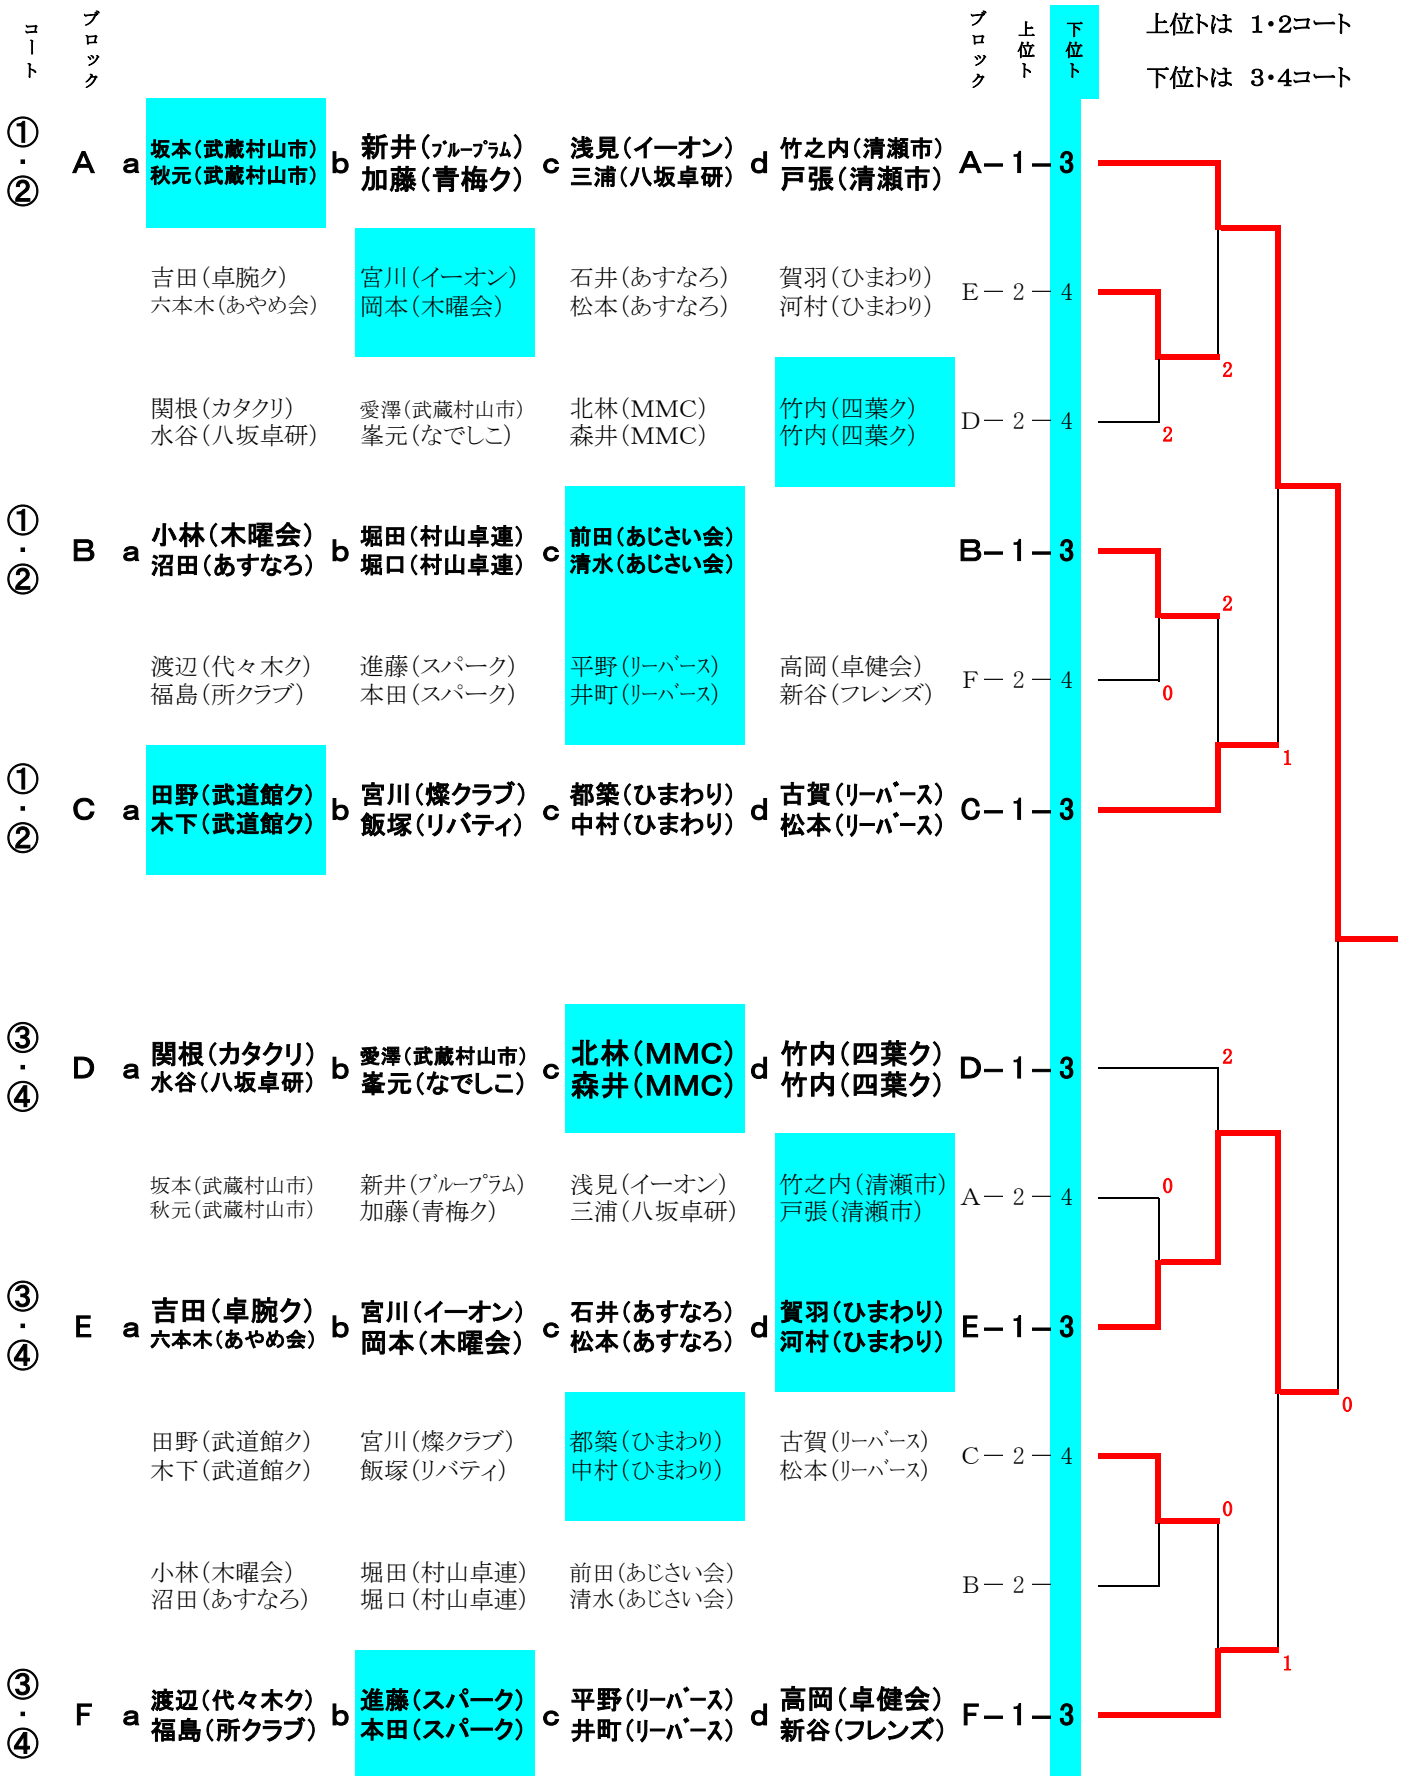 コート ブロック ブロック 上位ト 下位ト 上位トは 1・2コート
下位トは 3・4コート
①・② A a 坂本(武蔵村山市) b 新井(ブループラム) c 浅見(イーオン) d 竹之内(清瀬市) A－1－3
秋元(武蔵村山市) 加藤(青梅ク) 三浦(八坂卓研) 戸張(清瀬市)
吉田(卓腕ク) 宮川(イーオン) 石井(あすなろ) 賀羽(ひまわり) E－2－4
六本木(あやめ会) 岡本(木曜会) 松本(あすなろ) 河村(ひまわり)
2
関根(カタクリ) 愛澤(武蔵村山市) 北林(MMC) 竹内(四葉ク) D－2－4
水谷(八坂卓研) 峯元(なでしこ) 森井(MMC) 竹内(四葉ク) 2
①・② B a 小林(木曜会) b 堀田(村山卓連) c 前田(あじさい会) B－1－3
沼田(あすなろ) 堀口(村山卓連) 清水(あじさい会)
2
渡辺(代々木ク) 進藤(スパーク) 平野(リーバース) 高岡(卓健会) F－2－4
福島(所クラブ) 本田(スパーク) 井町(リーバース) 新谷(フレンズ) 0
1
①・② C a 田野(武道館ク) b 宮川(燦クラブ) c 都築(ひまわり) d 古賀(リーバース) C－1－3
木下(武道館ク) 飯塚(リバティ) 中村(ひまわり) 松本(リーバース)
③・④ D a 関根(カタクリ) b 愛澤(武蔵村山市) c 北林(MMC) d 竹内(四葉ク) D－1－3 2
水谷(八坂卓研) 峯元(なでしこ) 森井(MMC) 竹内(四葉ク)
坂本(武蔵村山市) 新井(ブループラム) 浅見(イーオン) 竹之内(清瀬市) A－2－4 0
秋元(武蔵村山市) 加藤(青梅ク) 三浦(八坂卓研) 戸張(清瀬市)
③・④ E a 吉田(卓腕ク) b 宮川(イーオン) c 石井(あすなろ) d 賀羽(ひまわり) E－1－3
六本木(あやめ会) 岡本(木曜会) 松本(あすなろ) 河村(ひまわり)
0
田野(武道館ク) 宮川(燦クラブ) 都築(ひまわり) 古賀(リーバース) C－2－4
木下(武道館ク) 飯塚(リバティ) 中村(ひまわり) 松本(リーバース)
0
小林(木曜会) 堀田(村山卓連) 前田(あじさい会) B－2－
沼田(あすなろ) 堀口(村山卓連) 清水(あじさい会)
1
③・④ F a 渡辺(代々木ク) b 進藤(スパーク) c 平野(リーバース) d 高岡(卓健会) F－1－3
福島(所クラブ) 本田(スパーク) 井町(リーバース) 新谷(フレンズ)